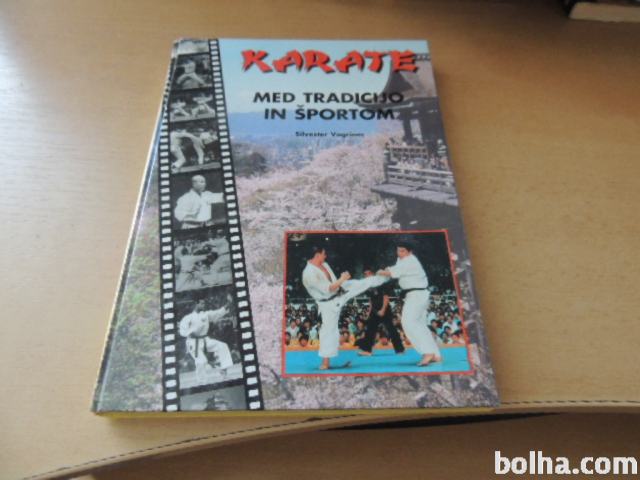 KARATE
MED TRADICIJO
IN ŠPORTOM
Silvester Vogrinec
bolha.com